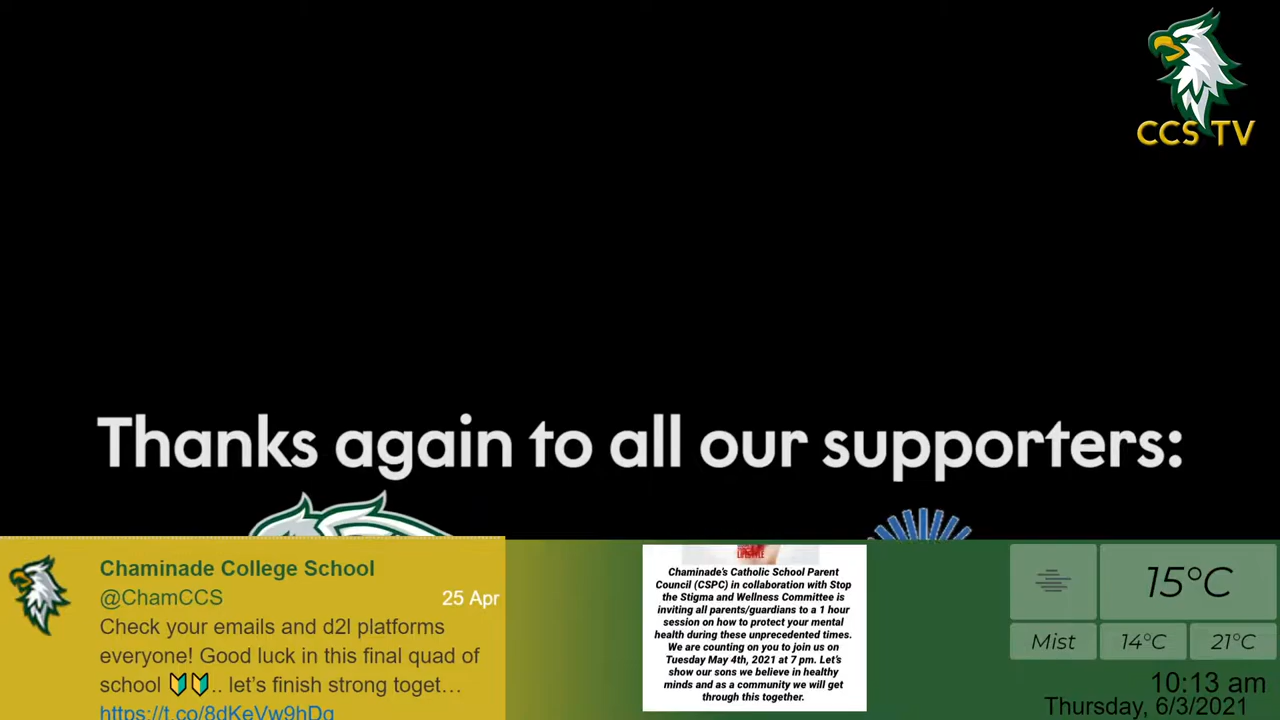 CCS TV
Thanks again to all our supporters:
Chaminade College School
@ChamCCS
25 Apr
Check your emails and d2l platforms
everyone! Good luck in this final quad of
school 🔰🔰.. let's finish strong toget…
https://t.co/8dKeVw9hDg
LIFESTYLE
Chaminade's Catholic School Parent
Council (CSPC) in collaboration with Stop
the Stigma and Wellness Committee is
inviting all parents/guardians to a 1 hour
session on how to protect your mental
health during these unprecedented times.
We are counting on you to join us on
Tuesday May 4th, 2021 at 7 pm. Let's
show our sons we believe in healthy
minds and as a community we will get
through this together.
15°C
Mist
14°C
21°C
10:13 am
Thursday, 6/3/2021